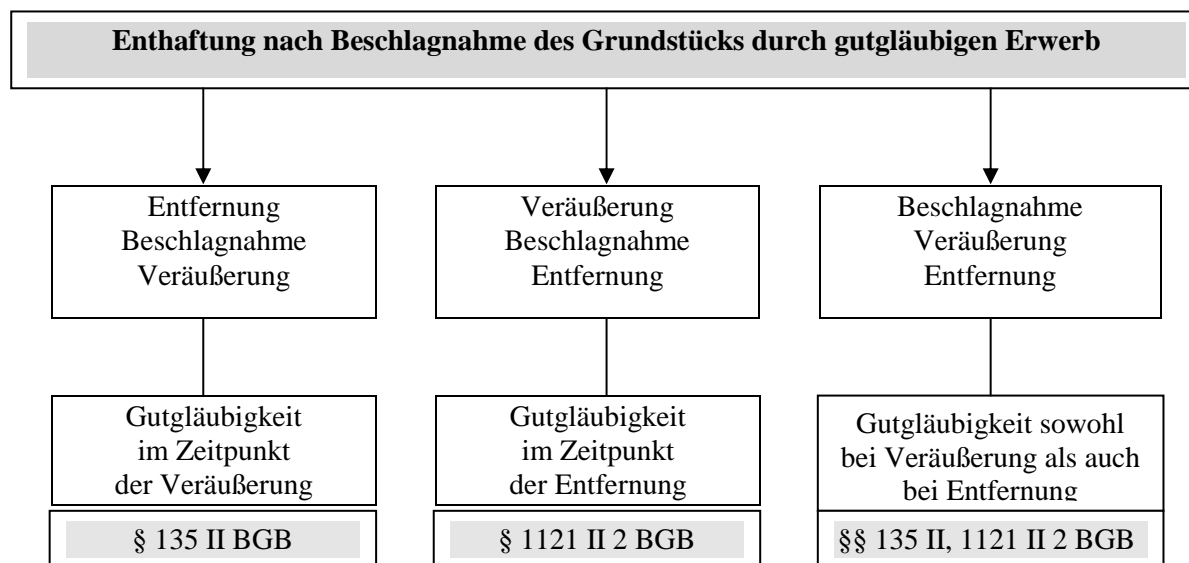 Enthaftung nach Beschlagnahme des Grundstücks durch gutgläubigen Erwerb
Entfernung
Beschlagnahme
Veräußerung
Veräußerung
Beschlagnahme
Entfernung
Beschlagnahme
Veräußerung
Entfernung
Gutgläubigkeit
im Zeitpunkt
der Veräußerung
Gutgläubigkeit
im Zeitpunkt
der Entfernung
Gutgläubigkeit sowohl
bei Veräußerung als auch
bei Entfernung
§ 135 II BGB
§ 1121 II 2 BGB
§§ 135 II, 1121 II 2 BGB